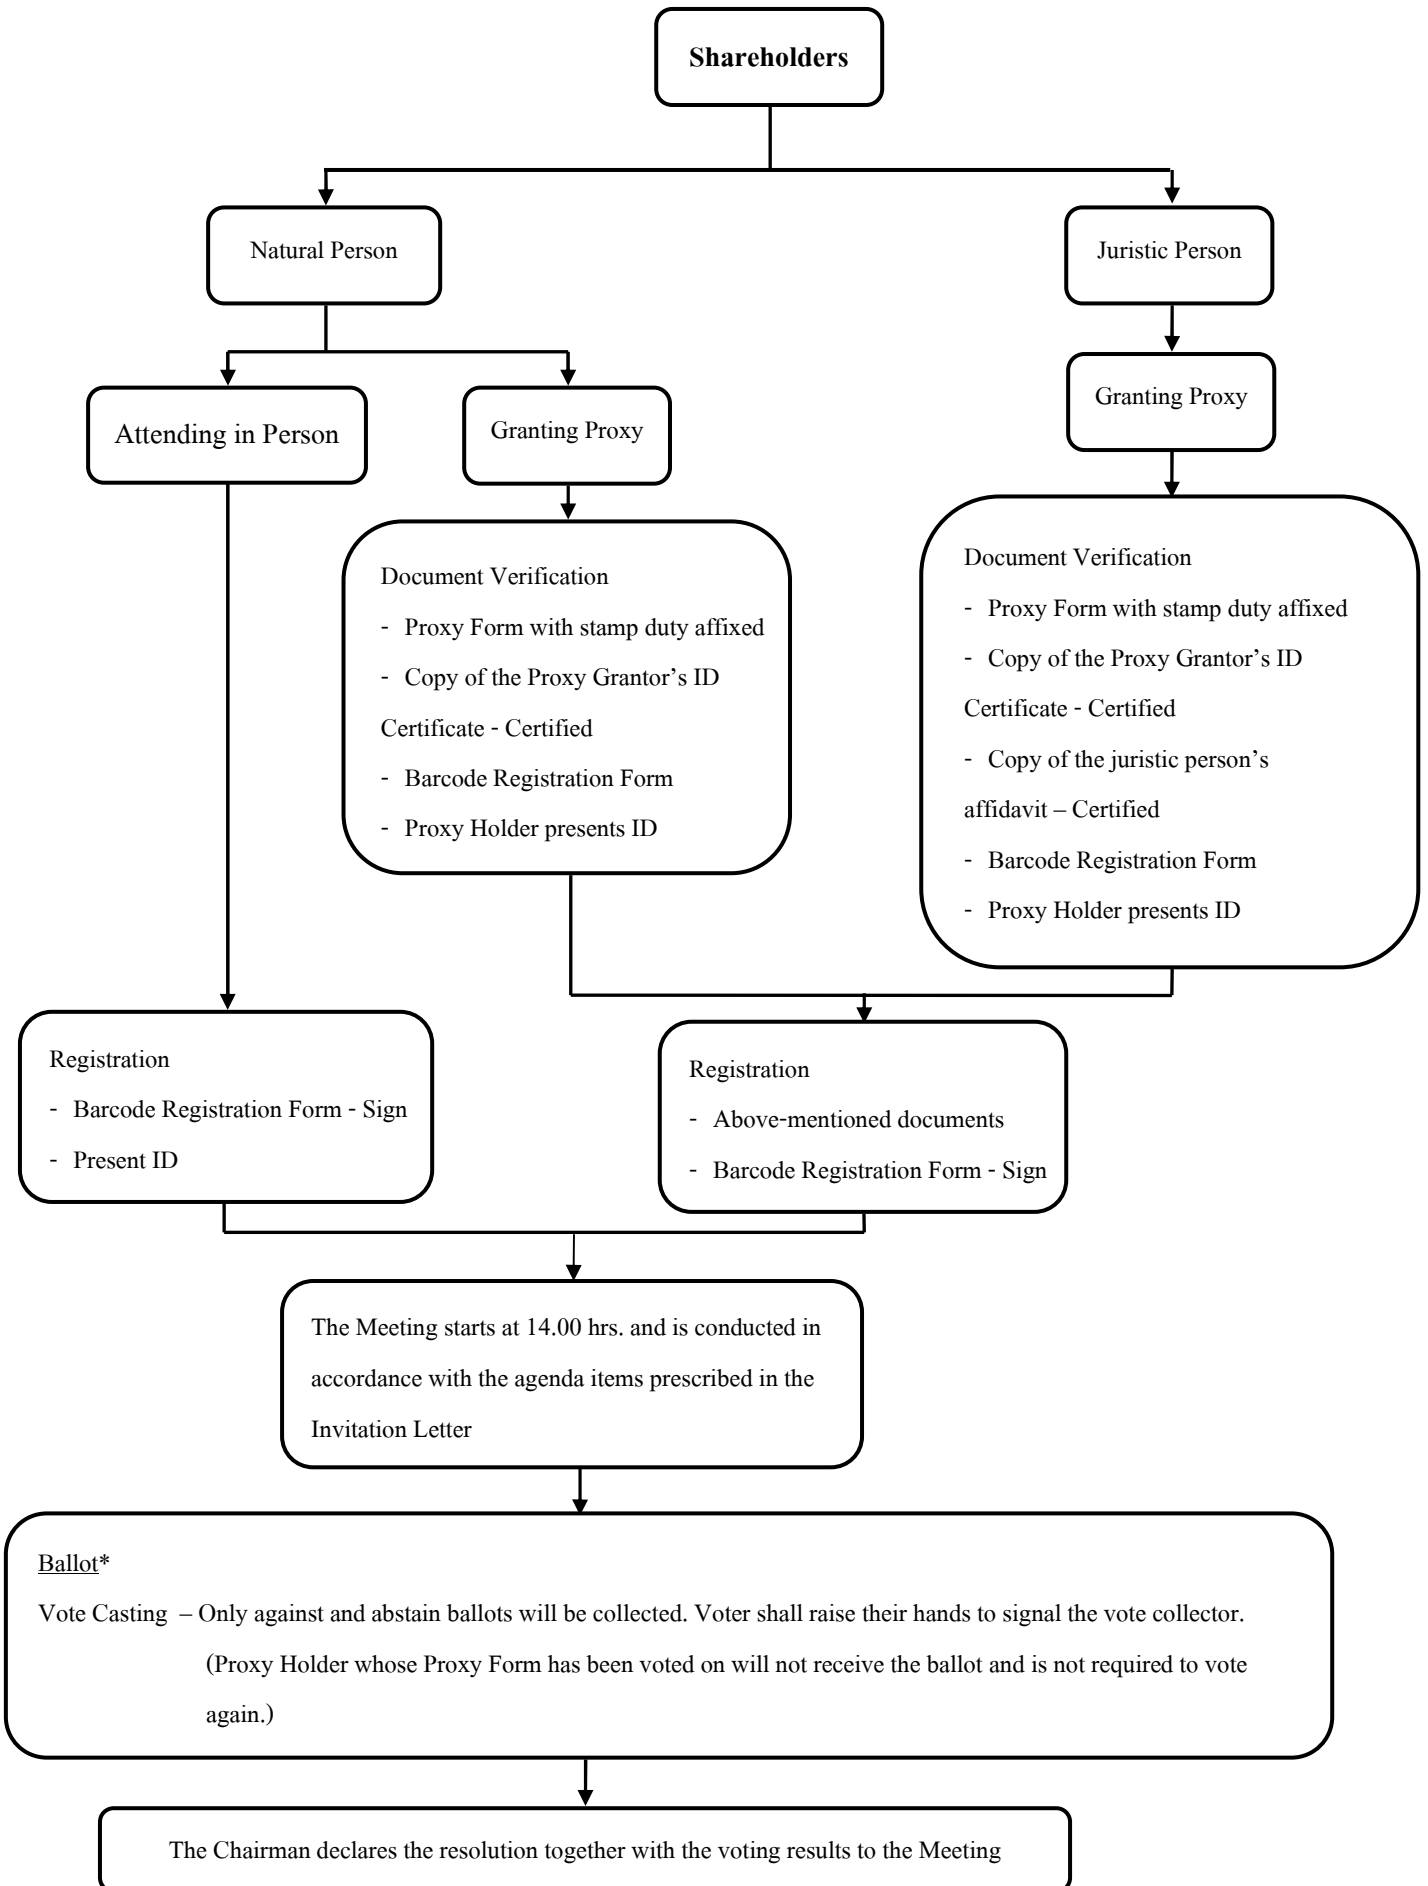 Shareholders
Natural Person
Juristic Person
Attending in Person
Granting Proxy
Granting Proxy
Document Verification
- Proxy Form with stamp duty affixed
- Copy of the Proxy Grantor’s ID
Certificate - Certified
- Barcode Registration Form
- Proxy Holder presents ID
Document Verification
- Proxy Form with stamp duty affixed
- Copy of the Proxy Grantor’s ID
Certificate - Certified
- Copy of the juristic person’s
affidavit – Certified
- Barcode Registration Form
- Proxy Holder presents ID
Registration
- Barcode Registration Form - Sign
- Present ID
Registration
- Above-mentioned documents
- Barcode Registration Form - Sign
The Meeting starts at 14.00 hrs. and is conducted in
accordance with the agenda items prescribed in the
Invitation Letter
Ballot*
Vote Casting – Only against and abstain ballots will be collected. Voter shall raise their hands to signal the vote collector.
(Proxy Holder whose Proxy Form has been voted on will not receive the ballot and is not required to vote
again.)
The Chairman declares the resolution together with the voting results to the Meeting